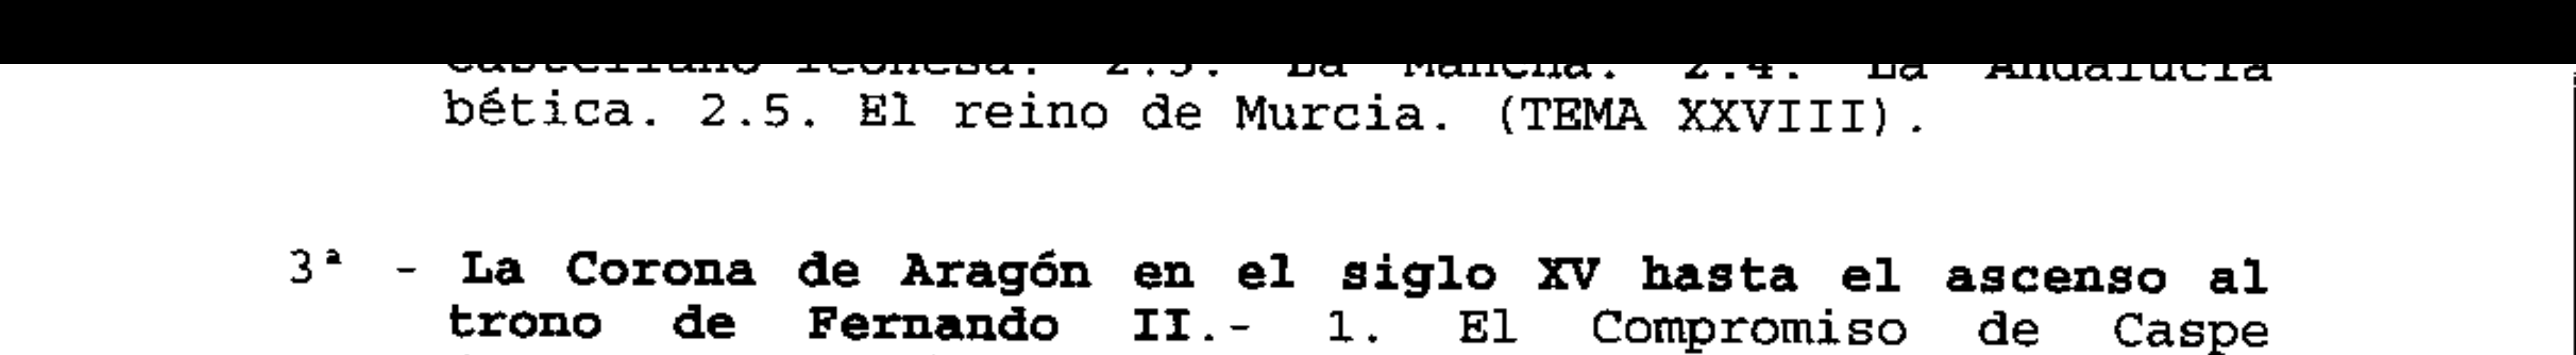 castellano leonesa. 2.3. La Mancha. 2.4. La Andalucía
bética. 2.5. El reino de Murcia. (TEMA XXVIII).
3ª - La Corona de Aragón en el siglo XV hasta el ascenso al
trono de Fernando II.- 1. El Compromiso de Caspe